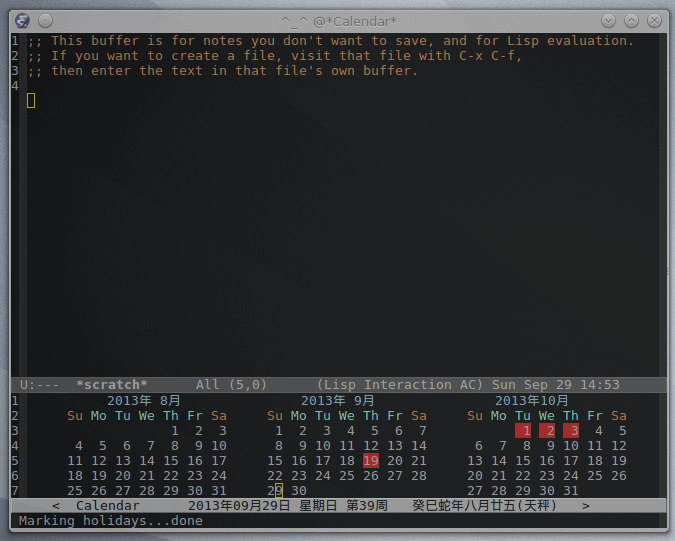 ^_^ @*Calendar*
1 ;; This buffer is for notes you don't want to save, and for Lisp evaluation.
2 ;; If you want to create a file, visit that file with C-x C-f,
3 ;; then enter the text in that file's own buffer.
4
U:--- *scratch* All (5,0) (Lisp Interaction AC) Sun Sep 29 14:53
1 2013年 8月 2013年 9月 2013年10月
2 Su Mo Tu We Th Fr Sa Su Mo Tu We Th Fr Sa Su Mo Tu We Th Fr Sa
3 1 2 3 1 2 3 4 5 6 7 1 2 3 4 5
4 4 5 6 7 8 9 10 8 9 10 11 12 13 14 6 7 8 9 10 11 12
5 11 12 13 14 15 16 17 15 16 17 18 19 20 21 13 14 15 16 17 18 19
6 18 19 20 21 22 23 24 22 23 24 25 26 27 28 20 21 22 23 24 25 26
7 25 26 27 28 29 30 31 29 30 27 28 29 30 31
< Calendar 2013年09月29日 星期日 第39周 癸巳蛇年八月廿五(天秤) >
Marking holidays...done